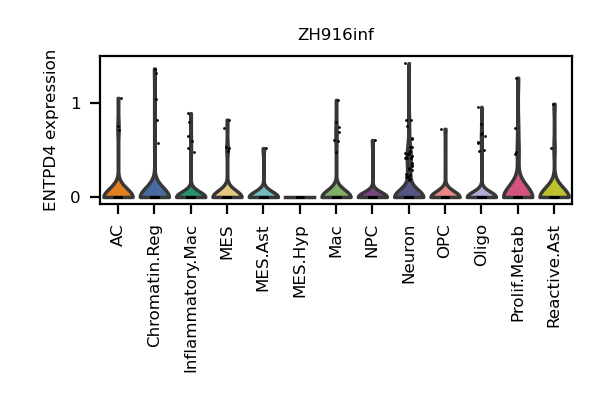 ZH916inf
ENTPD4 expression
1
0
AC
Chromatin.Reg
Inflammatory.Mac
MES
MES.Ast
MES.Hyp
Mac
NPC
Neuron
OPC
Oligo
Prolif.Metab
Reactive.Ast